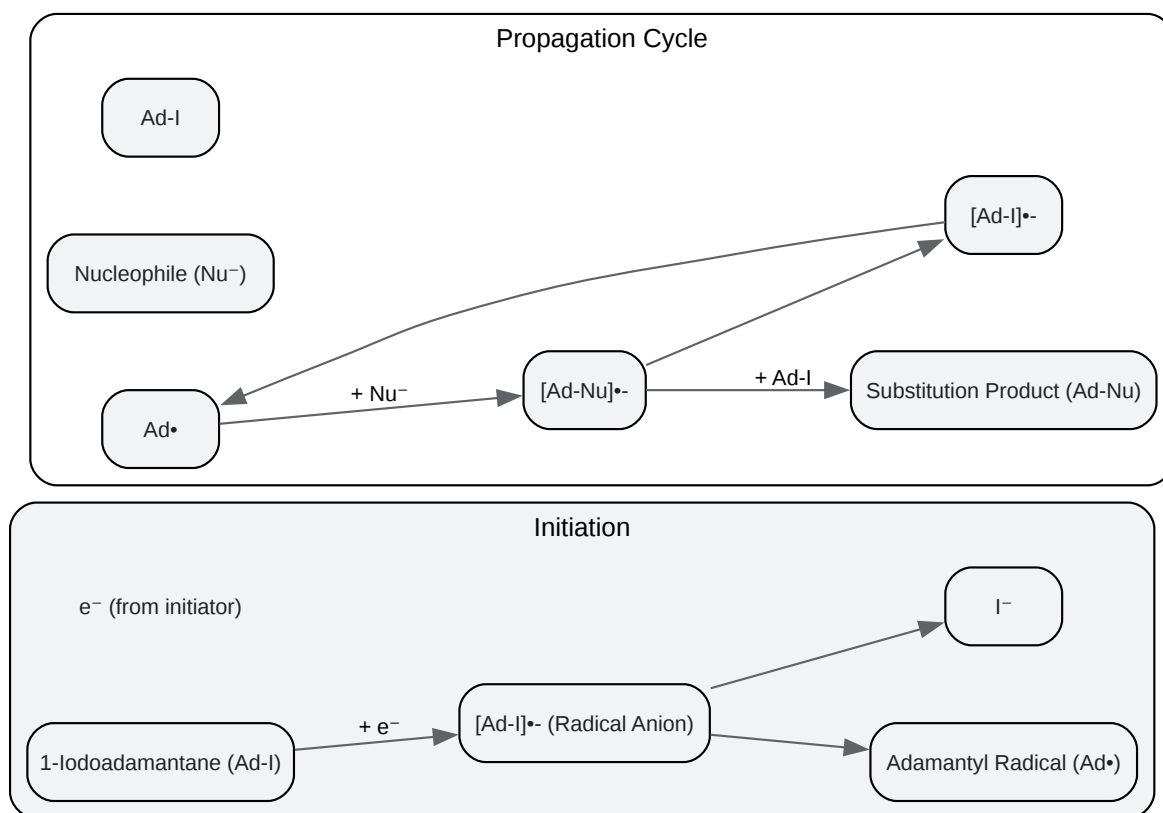 Propagation Cycle
Ad-I
[Ad-I]•-
Nucleophile (Nu⁻)
+ Nu⁻
[Ad-Nu]•-
+ Ad-I
Substitution Product (Ad-Nu)
Ad•
Initiation
e⁻ (from initiator)
I⁻
1-Iodoadamantane (Ad-I)
+ e⁻
[Ad-I]•- (Radical Anion)
Adamantyl Radical (Ad•)